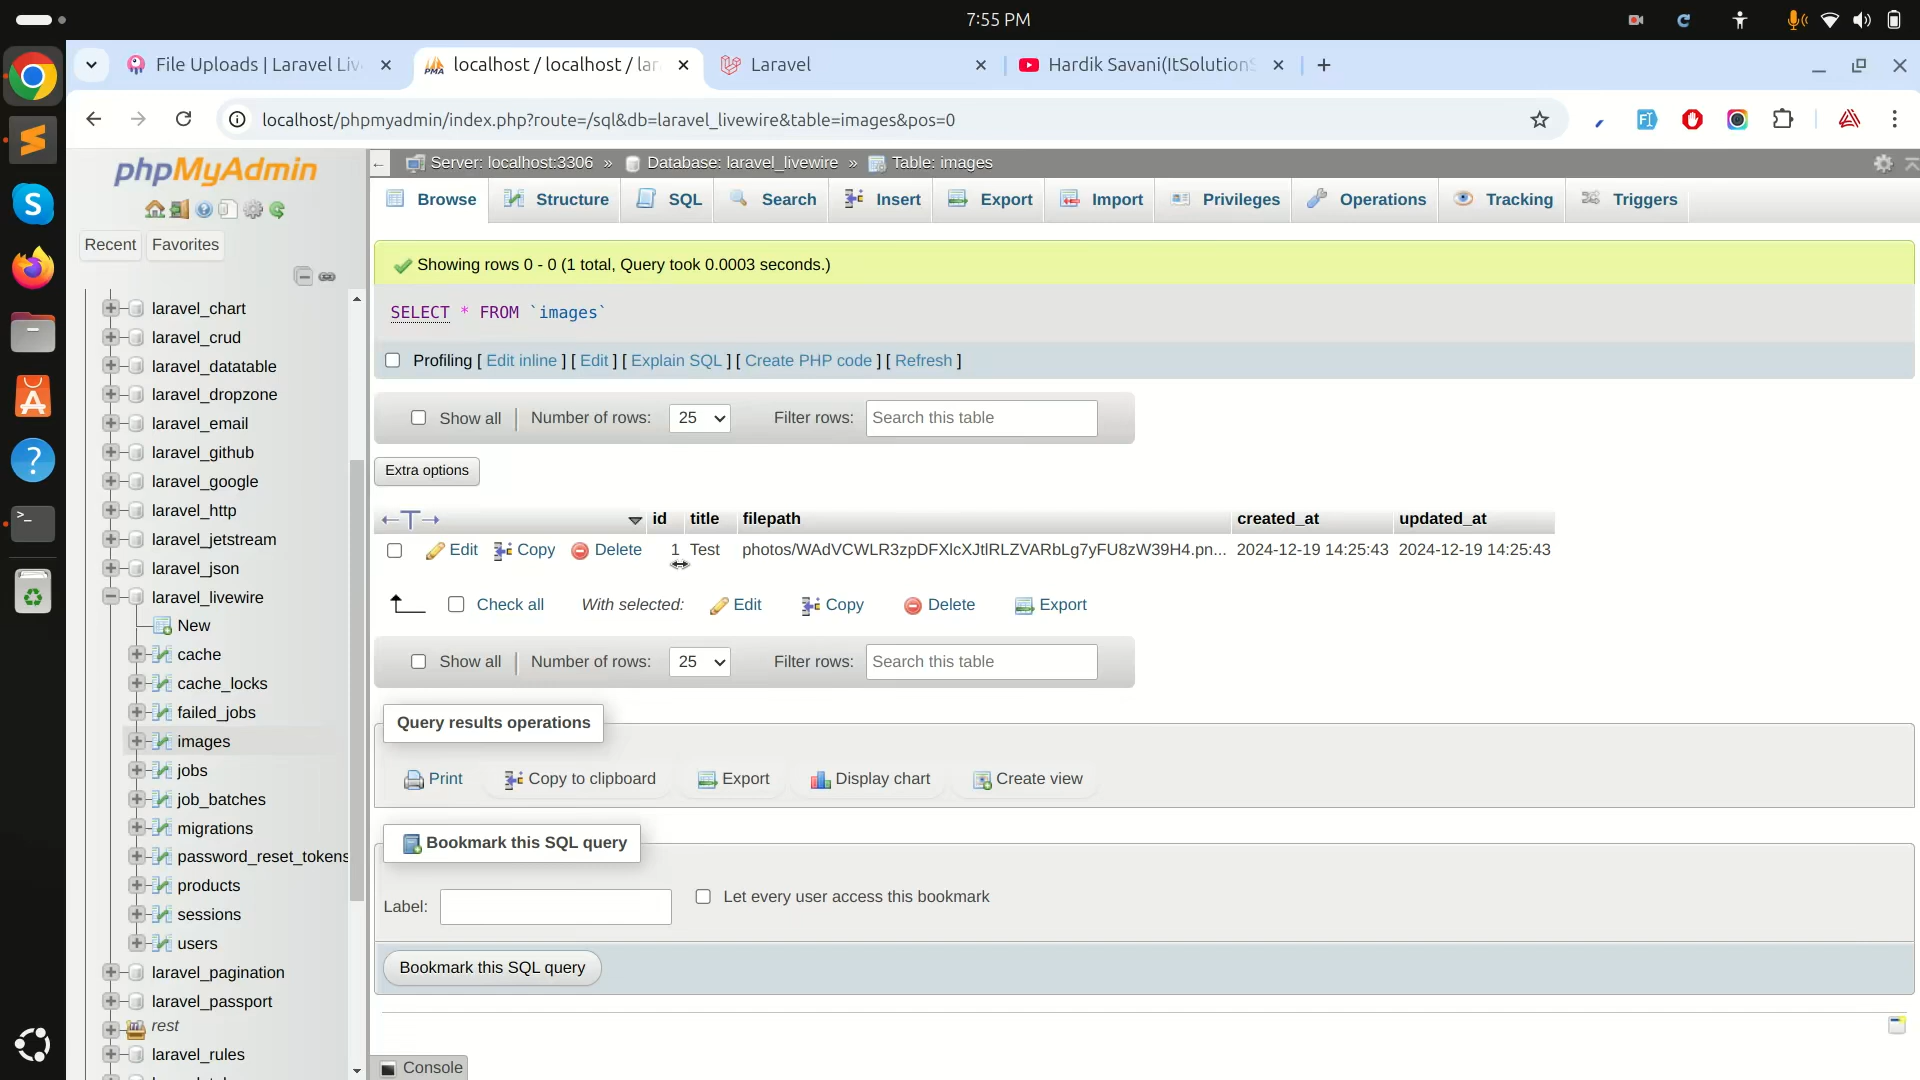 7:55 PM
File Uploads | Laravel Liv
localhost / localhost / lar
Laravel
Hardik Savani(ItSolutionS
localhost/phpmyadmin/index.php?route=/sql&db=laravel_livewire&table=images&pos=0
phpMyAdmin
Recent
Favorites
laravel_chart
laravel_crud
laravel_datatable
laravel_dropzone
laravel_email
laravel_github
laravel_google
laravel_http
laravel_jetstream
laravel_json
laravel_livewire
New
cache
cache_locks
failed_jobs
images
jobs
job_batches
migrations
password_reset_tokens
products
sessions
users
laravel_pagination
laravel_passport
rest
laravel_rules
Server: localhost:3306 » Database: laravel_livewire » Table: images
Browse Structure SQL Search Insert Export Import Privileges Operations Tracking Triggers
Showing rows 0 - 0 (1 total, Query took 0.0003 seconds.)
SELECT * FROM `images`
Profiling [ Edit inline ] [ Edit ] [ Explain SQL ] [ Create PHP code ] [ Refresh ]
Show all Number of rows: 25 Filter rows: Search this table
Extra options
id title filepath created_at updated_at
Edit Copy Delete 1 Test photos/WAdVCWLR3zpDFXlcXJtlRLZVARbLg7yFU8zW39H4.pn... 2024-12-19 14:25:43 2024-12-19 14:25:43
Check all With selected: Edit Copy Delete Export
Show all Number of rows: 25 Filter rows: Search this table
Query results operations
Print Copy to clipboard Export Display chart Create view
Bookmark this SQL query
Label: Let every user access this bookmark
Bookmark this SQL query
Console